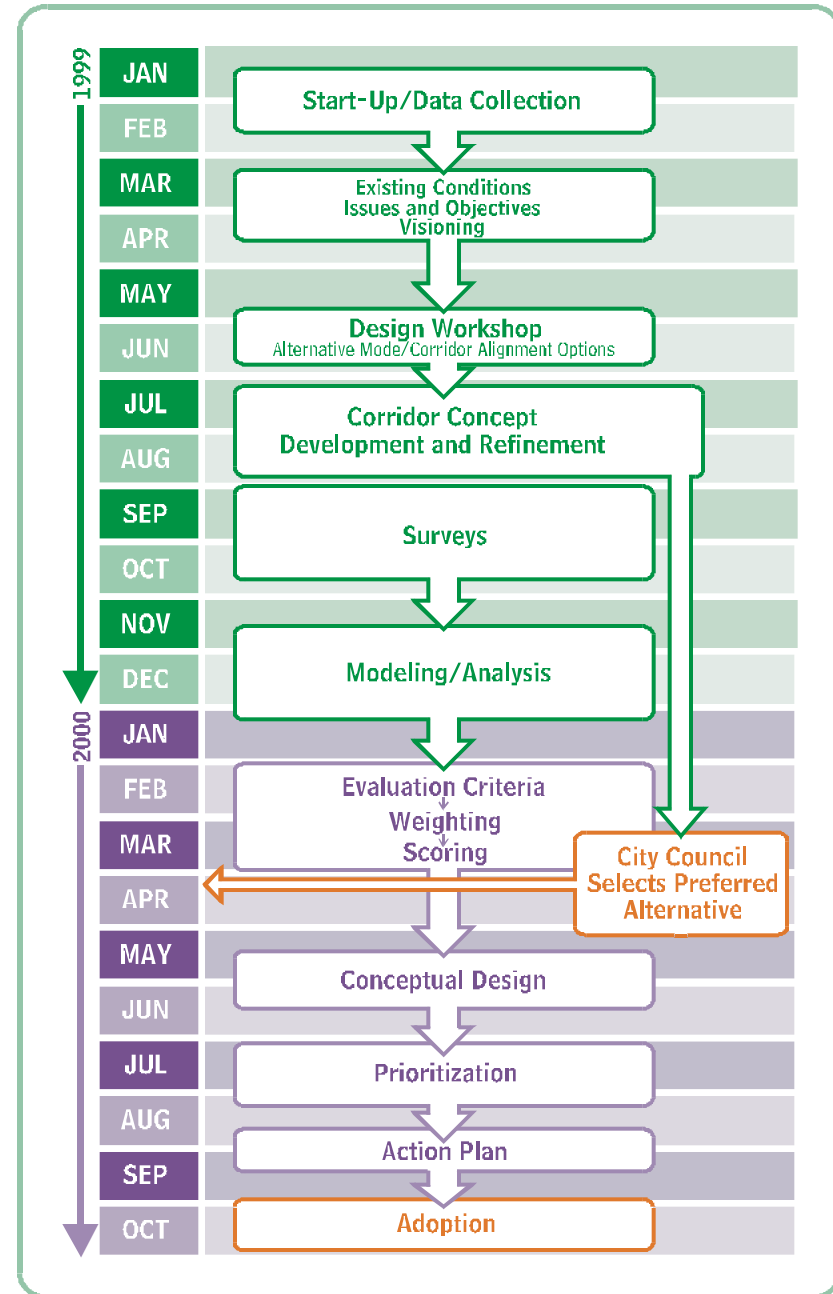 1999
JAN
FEB
MAR
APR
MAY
JUN
JUL
AUG
SEP
OCT
NOV
DEC
2000
JAN
FEB
MAR
APR
MAY
JUN
JUL
AUG
SEP
OCT
Start-Up/Data Collection
Existing Conditions
Issues and Objectives
Visioning
Design Workshop
Alternative Mode/Corridor Alignment Options
Corridor Concept
Development and Refinement
Surveys
Modeling/Analysis
Evaluation Criteria
Weighting
Scoring
City Council
Selects Preferred
Alternative
Conceptual Design
Prioritization
Action Plan
Adoption